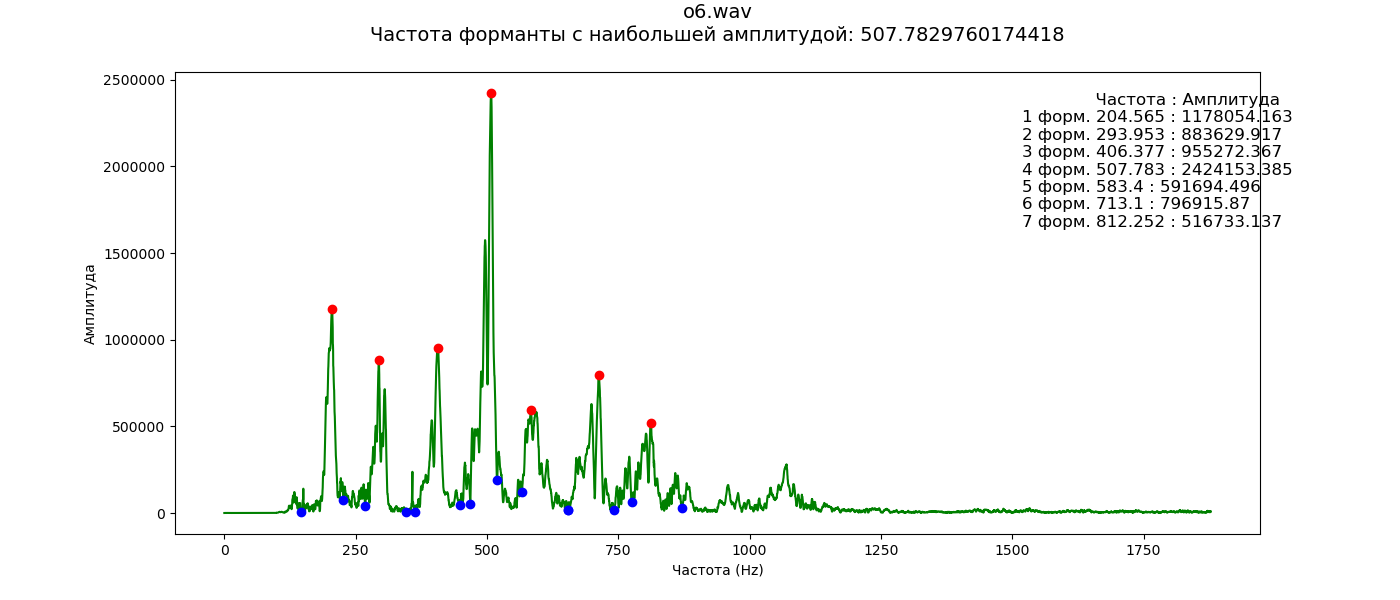 o6.wav
Частота форманты с наибольшей амплитудой: 507.7829760174418
Частота : Амплитуда
1 форм. 204.565 : 1178054.163
2 форм. 293.953 : 883629.917
3 форм. 406.377 : 955272.367
4 форм. 507.783 : 2424153.385
5 форм. 583.4 : 591694.496
6 форм. 713.1 : 796915.87
7 форм. 812.252 : 516733.137
2500000
2000000
1500000
1000000
500000
0
Амплитуда
0 250 500 750 1000 1250 1500 1750
Частота (Hz)